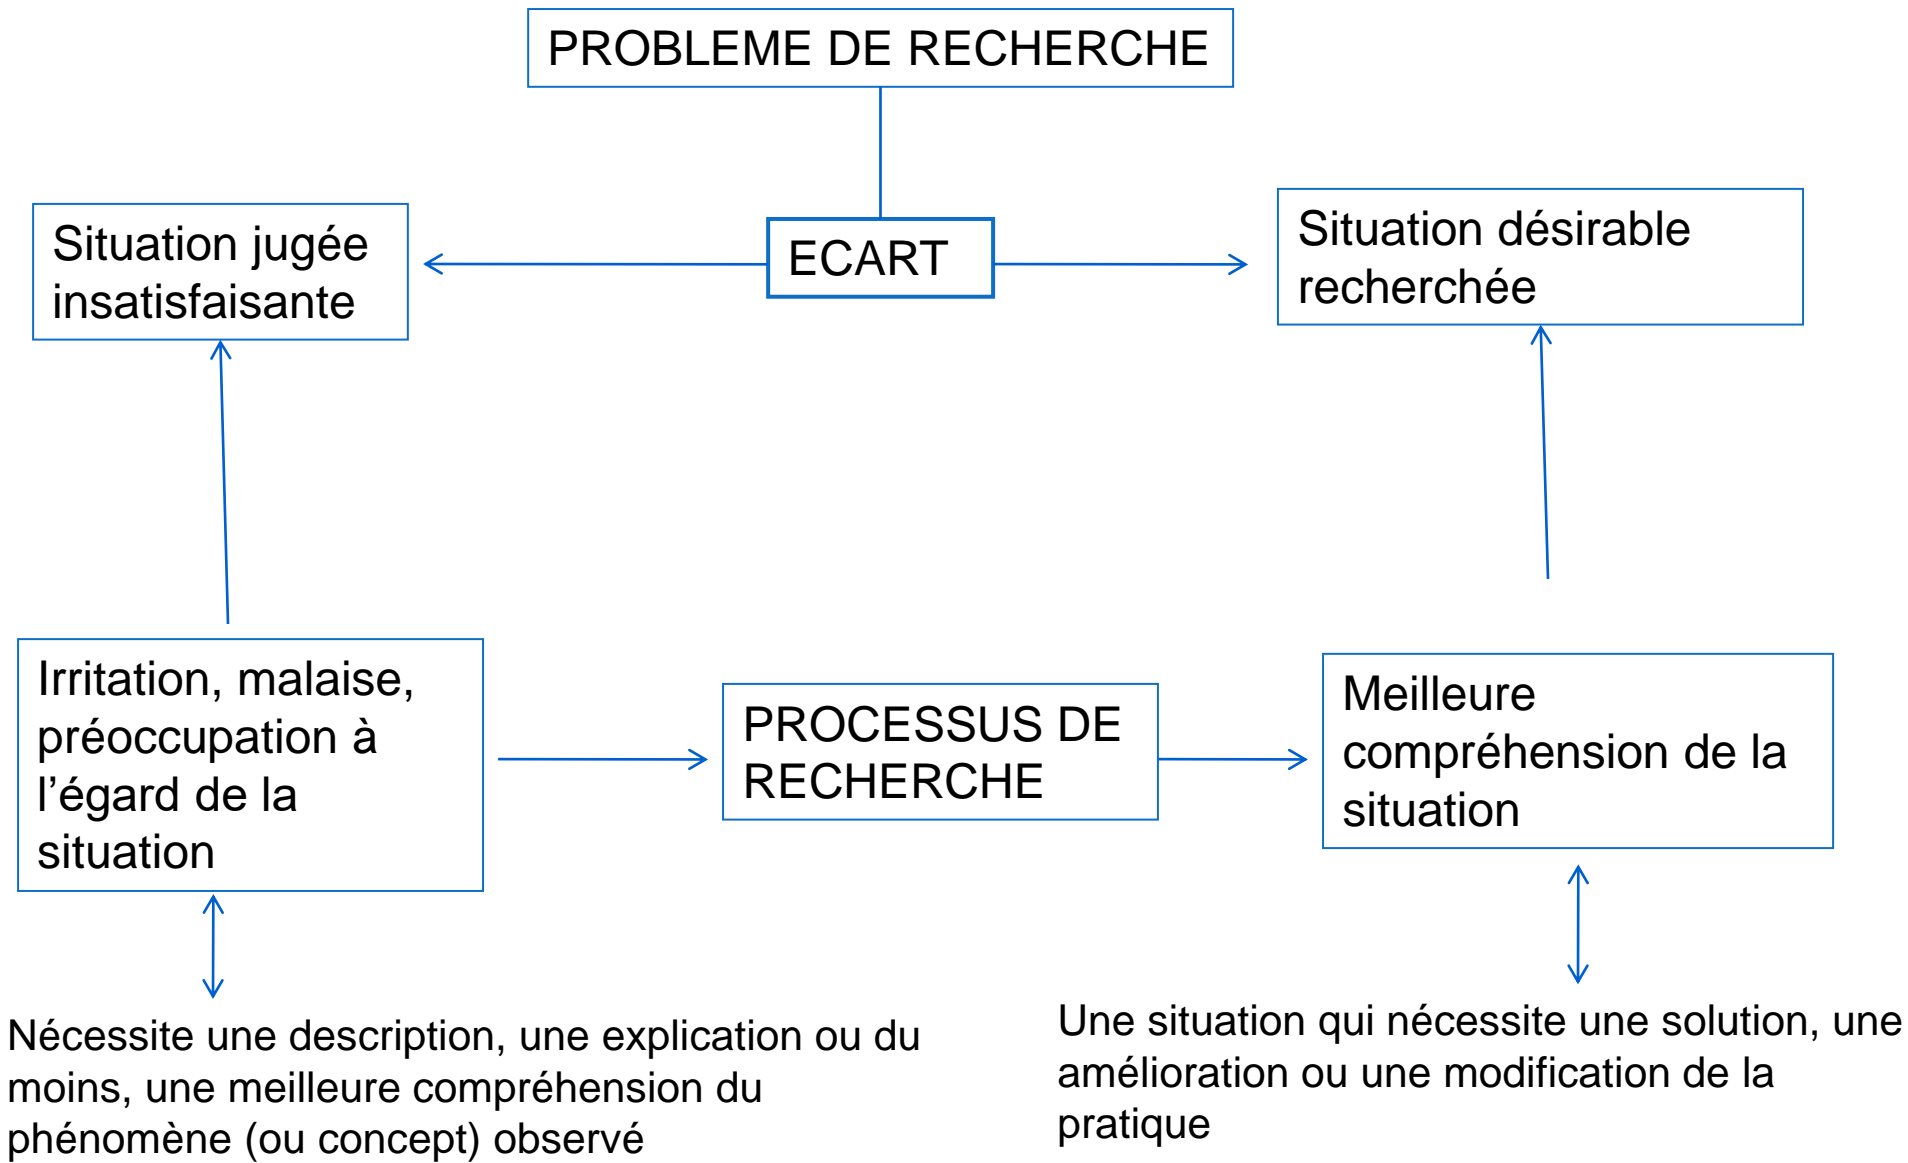 PROBLEME DE RECHERCHE
Situation jugée
insatisfaisante
ECART
Situation désirable
recherchée
Irritation, malaise,
préoccupation à
l’égard de la
situation
PROCESSUS DE
RECHERCHE
Meilleure
compréhension de la
situation
Nécessite une description, une explication ou du
moins, une meilleure compréhension du
phénomène (ou concept) observé
Une situation qui nécessite une solution, une
amélioration ou une modification de la
pratique